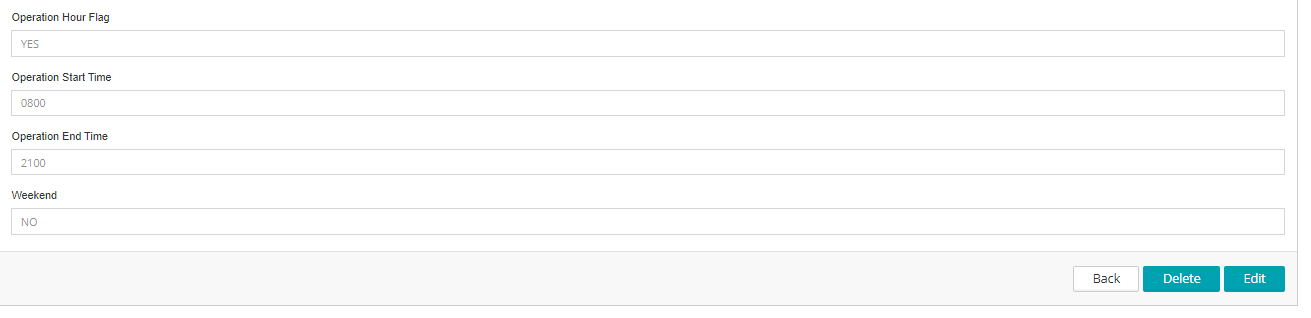 Operation Hour Flag
YES
Operation Start Time
0800
Operation End Time
2100
Weekend
NO
Back Delete Edit